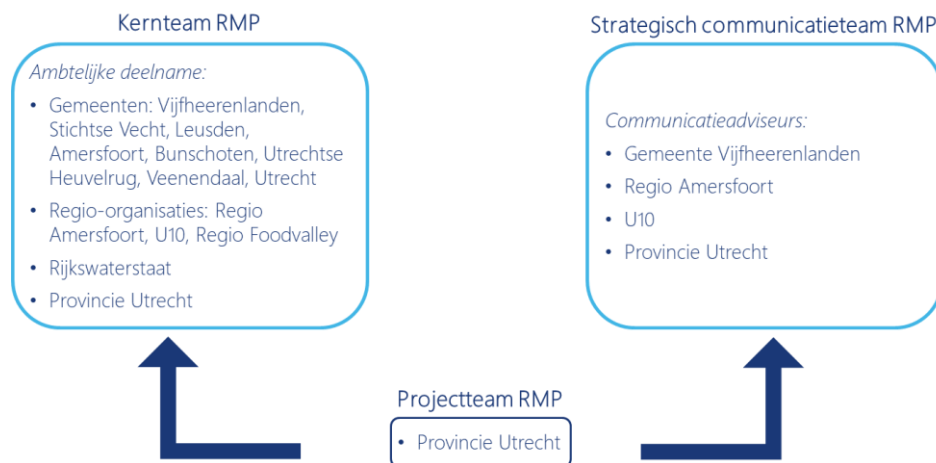 Kernteam RMP
Ambtelijke deelname:
• Gemeenten: Vijfheerenlanden,
Stichtse Vecht, Leusden,
Amersfoort, Bunschoten, Utrechtse
Heuvelrug, Veenendaal, Utrecht
• Regio-organisaties: Regio
Amersfoort, U10, Regio Foodvalley
• Rijkswaterstaat
• Provincie Utrecht
Strategisch communicatieteam RMP
Communicatieadviseurs:
• Gemeente Vijfheerenlanden
• Regio Amersfoort
• U10
• Provincie Utrecht
Projectteam RMP
• Provincie Utrecht